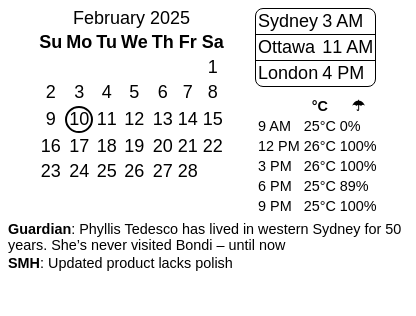 February 2025
Su Mo Tu We Th Fr Sa
1
2 3 4 5 6 7 8
9 10 11 12 13 14 15
16 17 18 19 20 21 22
23 24 25 26 27 28
Sydney 3 AM
Ottawa 11 AM
London 4 PM
°C ☂
9 AM 25°C 0%
12 PM 26°C 100%
3 PM 26°C 100%
6 PM 25°C 89%
9 PM 25°C 100%
Guardian: Phyllis Tedesco has lived in western Sydney for 50
years. She’s never visited Bondi – until now
SMH: Updated product lacks polish